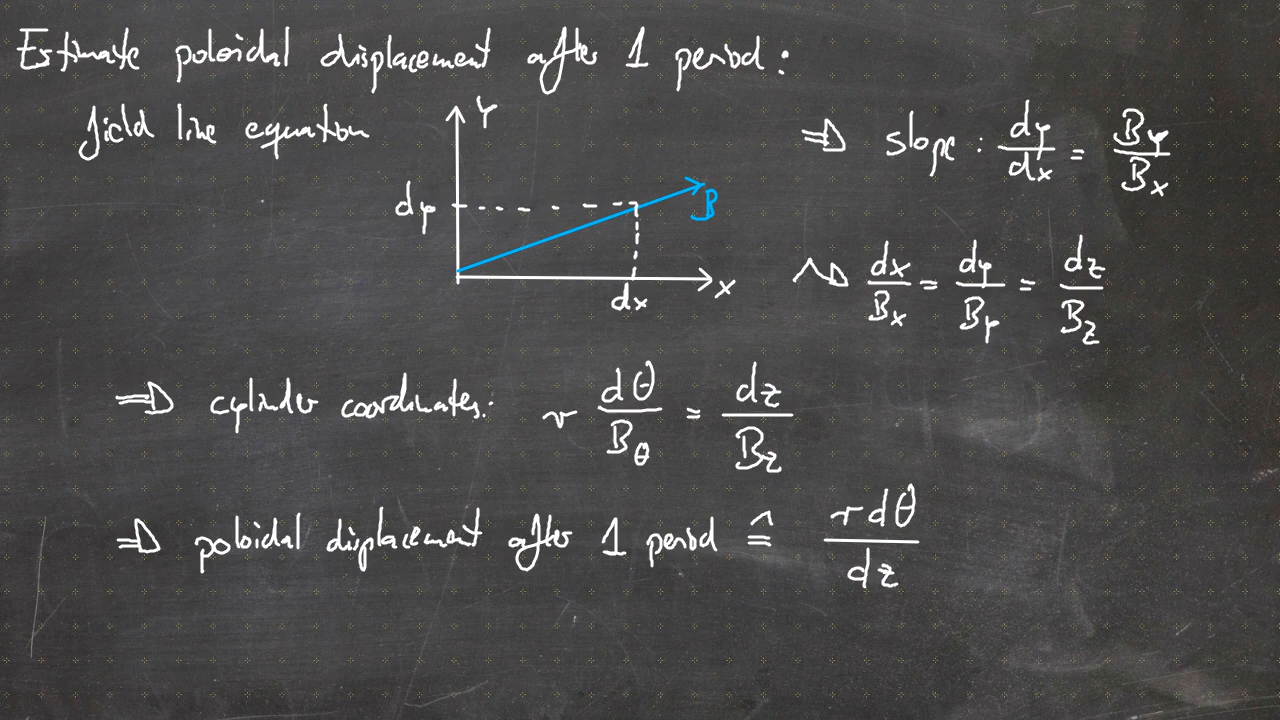 Estimate poloidal displacement after 1 period:
field line equation
y
dy
B
dx
x
⇒ slope: dy/dx = By/Bx
⇒ dx/Bx = dy/By = dz/Bz
⇒ cylinder coordinates: r dθ/Bθ = dz/Bz
⇒ poloidal displacement after 1 period ≙ r dθ/dz